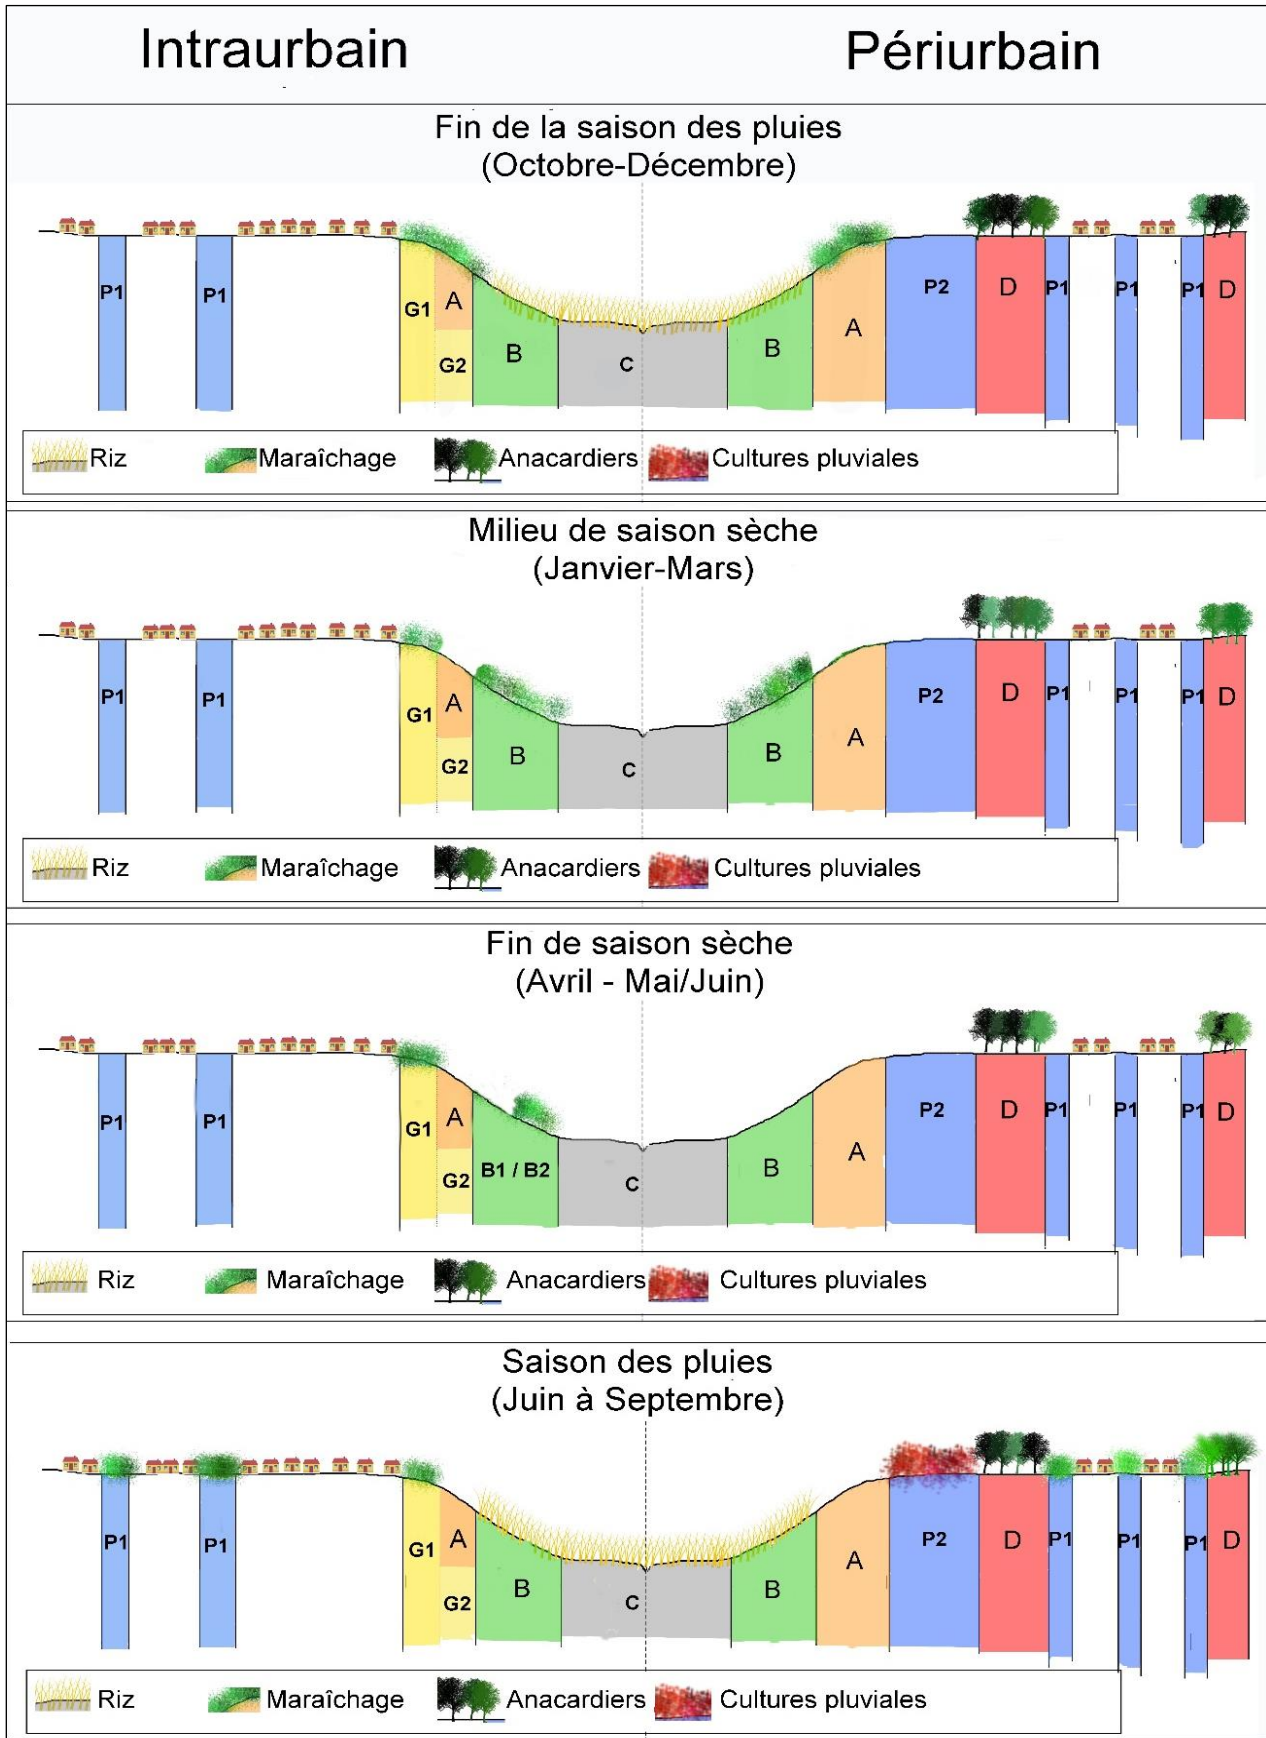 Intraurbain Périurbain
Fin de la saison des pluies
(Octobre-Décembre)
P1 P1 G1 A G2 B C B A P2 D P1 P1 P1 D
Riz Maraîchage Anacardiers Cultures pluviales
Milieu de saison sèche
(Janvier-Mars)
P1 P1 G1 A G2 B C B A P2 D P1 P1 P1 D
Riz Maraîchage Anacardiers Cultures pluviales
Fin de saison sèche
(Avril - Mai/Juin)
P1 P1 G1 A G2 B1 / B2 C B A P2 D P1 P1 P1 D
Riz Maraîchage Anacardiers Cultures pluviales
Saison des pluies
(Juin à Septembre)
P1 P1 G1 A G2 B C B A P2 D P1 P1 P1 D
Riz Maraîchage Anacardiers Cultures pluviales